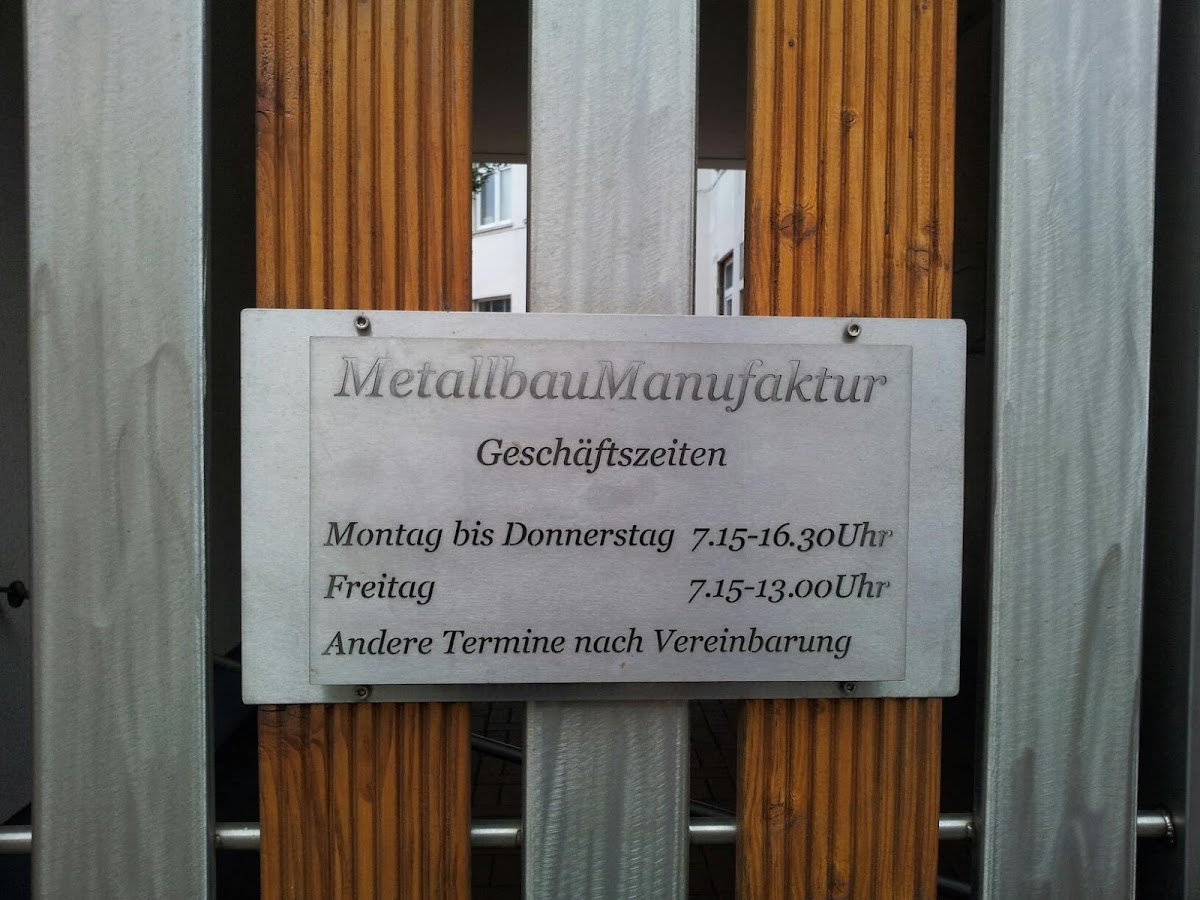 MetallbauManufaktur
Geschäftszeiten
Montag bis Donnerstag 7.15-16.30Uhr
Freitag 7.15-13.00Uhr
Andere Termine nach Vereinbarung